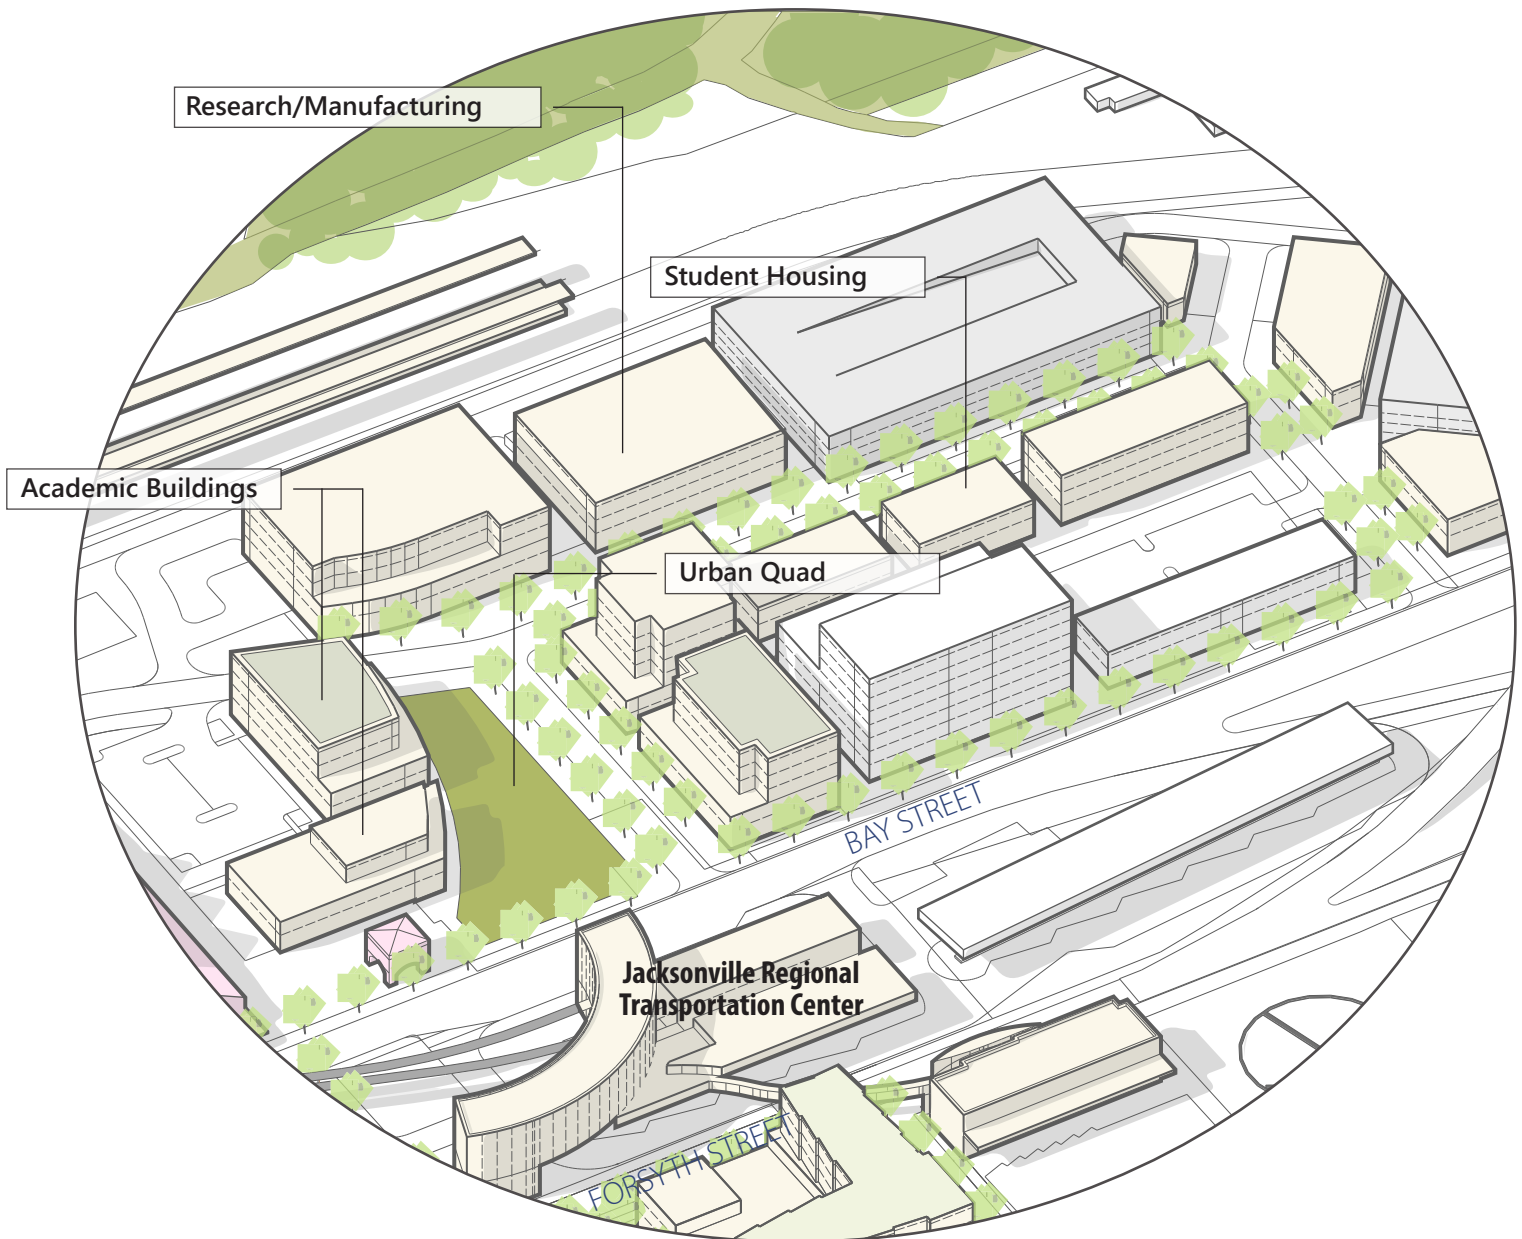 Research/Manufacturing
Student Housing
Academic Buildings
Urban Quad
BAY STREET
Jacksonville Regional
Transportation Center
FORSYTH STREET